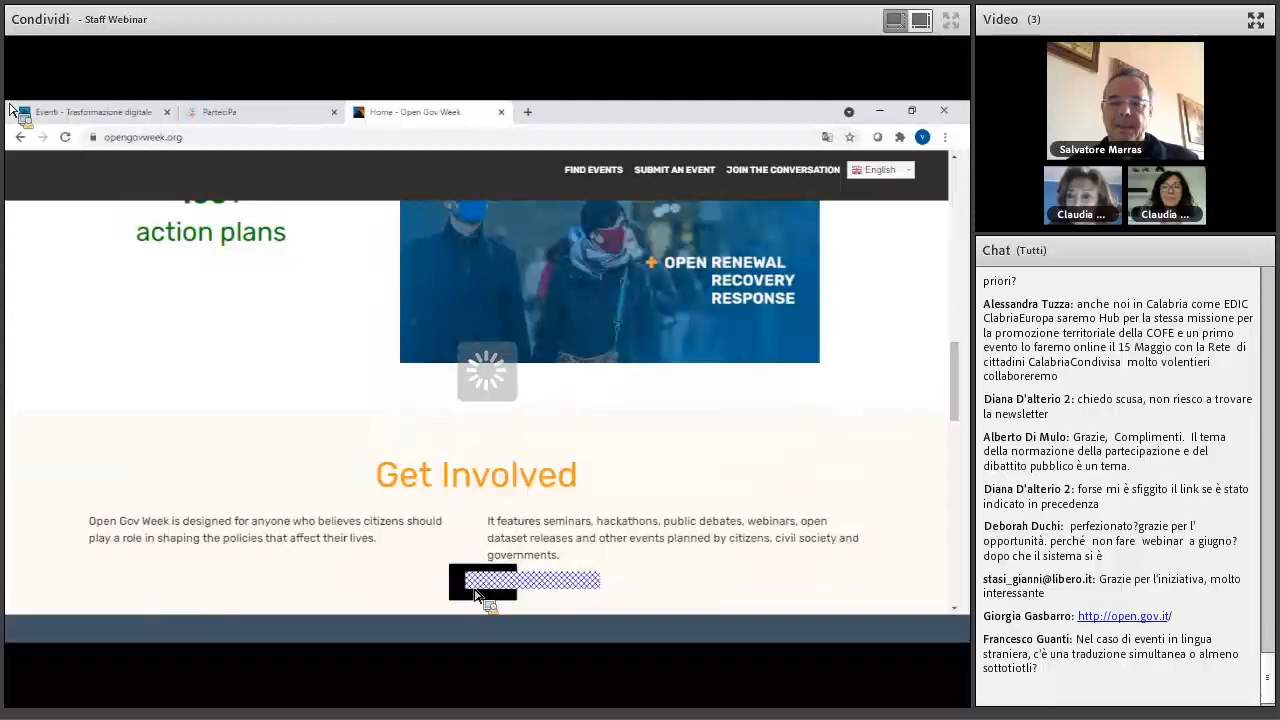 Condividi - Staff Webinar
Eventi - Trasformazione digitale
ParteciPa
Home - Open Gov Week
opengovweek.org
FIND EVENTS SUBMIT AN EVENT JOIN THE CONVERSATION English
action plans
OPEN RENEWAL
RECOVERY
RESPONSE
Get Involved
Open Gov Week is designed for anyone who believes citizens should
play a role in shaping the policies that affect their lives.
It features seminars, hackathons, public debates, webinars, open
dataset releases and other events planned by citizens, civil society and
governments.
Video (3)
Salvatore Marras
Claudia ...
Claudia ...
Chat (Tutti)
priori?
Alessandra Tuzza: anche noi in Calabria come EDIC
ClabriaEuropa saremo Hub per la stessa missione per
la promozione territoriale della COFE e un primo
evento lo faremo online il 15 Maggio con la Rete di
cittadini CalabriaCondivisa molto volentieri
collaboreremo
Diana D'alterio 2: chiedo scusa, non riesco a trovare
la newsletter
Alberto Di Mulo: Grazie, Complimenti. Il tema
della normazione della partecipazione e del
dibattito pubblico è un tema.
Diana D'alterio 2: forse mi è sfiggito il link se è stato
indicato in precedenza
Deborah Duchi: perfezionato?grazie per l'
opportunità. perché non fare webinar a giugno?
dopo che il sistema si è
stasi_gianni@libero.it: Grazie per l'iniziativa, molto
interessante
Giorgia Gasbarro: http://open.gov.it/
Francesco Guanti: Nel caso di eventi in lingua
straniera, c'è una traduzione simultanea o almeno
sottotiotli?